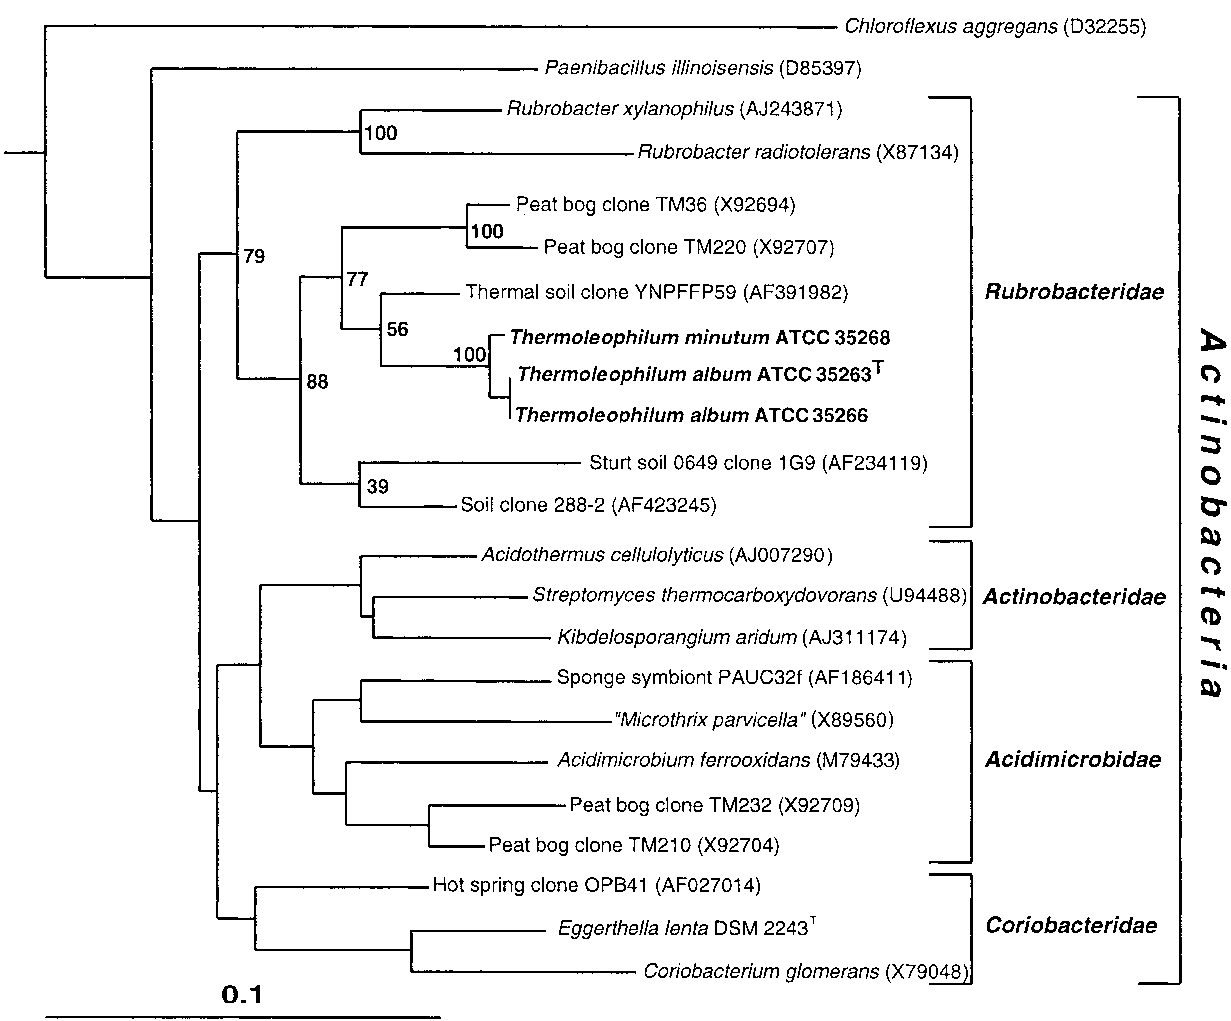 Chloroflexus aggregans (D32255)
Paenibacillus illinoisensis (D85397)
Rubrobacter xylanophilus (AJ243871)
100
Rubrobacter radiotolerans (X87134)
Peat bog clone TM36 (X92694)
100
Peat bog clone TM220 (X92707)
79
77
Thermal soil clone YNPFFP59 (AF391982)
Rubrobacteridae
56
Thermoleophilum minutum ATCC 35268
100
Thermoleophilum album ATCC 35263T
88
Thermoleophilum album ATCC 35266
Sturt soil 0649 clone 1G9 (AF234119)
39
Soil clone 288-2 (AF423245)
Acidothermus cellulolyticus (AJ007290)
Streptomyces thermocarboxydovorans (U94488)
Actinobacteridae
Kibdelosporangium aridum (AJ311174)
Sponge symbiont PAUC32f (AF186411)
"Microthrix parvicella" (X89560)
Acidimicrobium ferrooxidans (M79433)
Acidimicrobidae
Peat bog clone TM232 (X92709)
Peat bog clone TM210 (X92704)
Hot spring clone OPB41 (AF027014)
Eggerthella lenta DSM 2243T
Coriobacteridae
Coriobacterium glomerans (X79048)
Actinobacteria
0.1